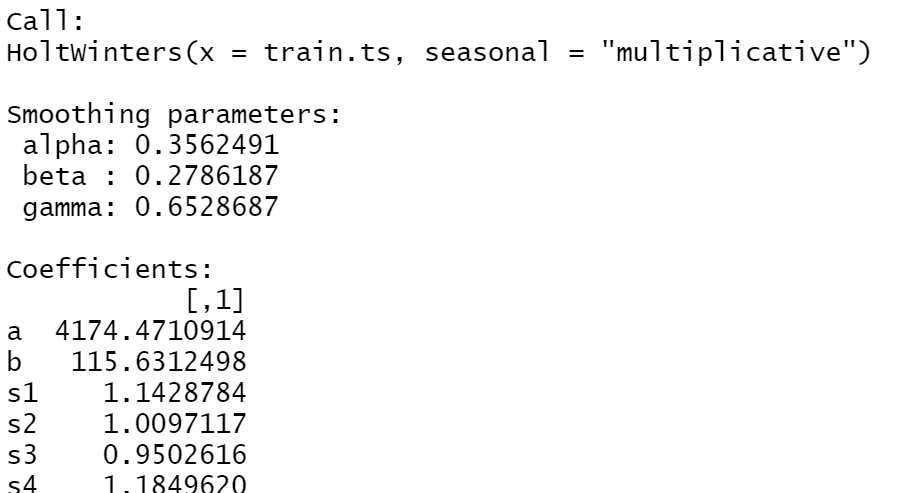 Call:
HoltWinters(x = train.ts, seasonal = "multiplicative")
Smoothing parameters:
alpha: 0.3562491
beta : 0.2786187
gamma: 0.6528687
Coefficients:
[,1]
a 4174.4710914
b 115.6312498
s1 1.1428784
s2 1.0097117
s3 0.9502616
s4 1.1849620